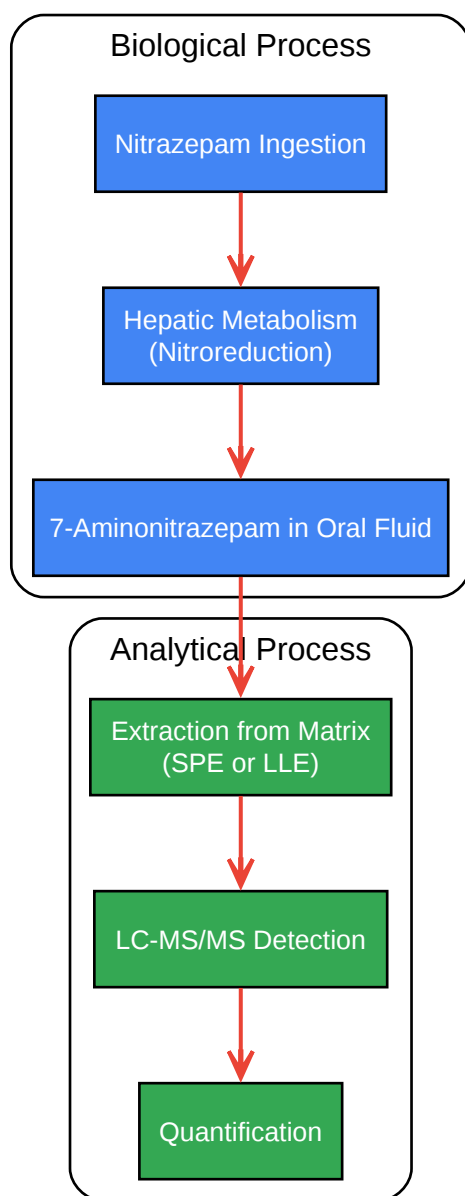 Biological Process
Nitrazepam Ingestion
Hepatic Metabolism
(Nitroreduction)
7-Aminonitrazepam in Oral Fluid
Analytical Process
Extraction from Matrix
(SPE or LLE)
LC-MS/MS Detection
Quantification